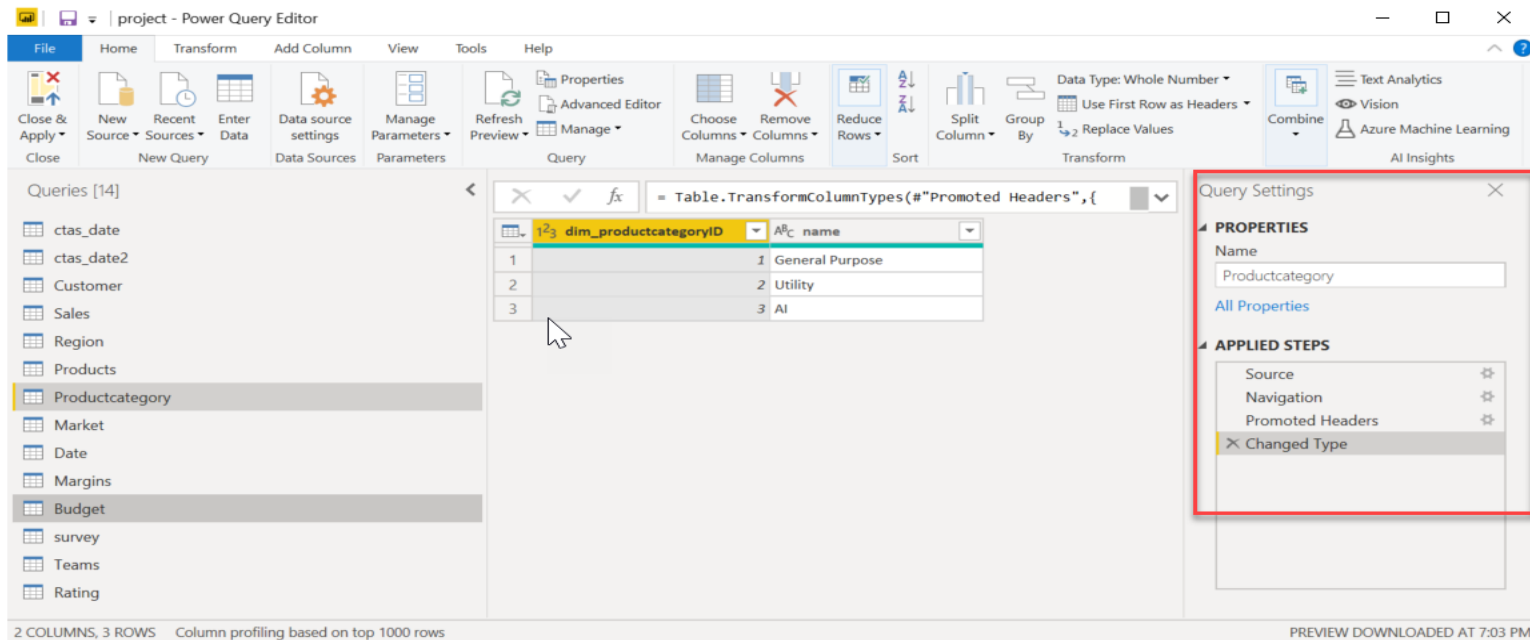 project - Power Query Editor
File Home Transform Add Column View Tools Help
Close & Apply
New Source
Recent Sources
Enter Data
Data source settings
Manage Parameters
Refresh Preview
Properties
Advanced Editor
Manage
Choose Columns
Remove Columns
Reduce Rows
Split Column
Group By
Data Type: Whole Number
Use First Row as Headers
1 2 Replace Values
Combine
Text Analytics
Vision
Azure Machine Learning
Close New Query Data Sources Parameters Query Manage Columns Sort Transform AI Insights
Queries [14]
ctas_date
ctas_date2
Customer
Sales
Region
Products
Productcategory
Market
Date
Margins
Budget
survey
Teams
Rating
fx = Table.TransformColumnTypes(#"Promoted Headers",{
123 dim_productcategoryID ABC name
1 1 General Purpose
2 2 Utility
3 3 AI
Query Settings
PROPERTIES
Name
Productcategory
All Properties
APPLIED STEPS
Source
Navigation
Promoted Headers
Changed Type
2 COLUMNS, 3 ROWS Column profiling based on top 1000 rows PREVIEW DOWNLOADED AT 7:03 PM